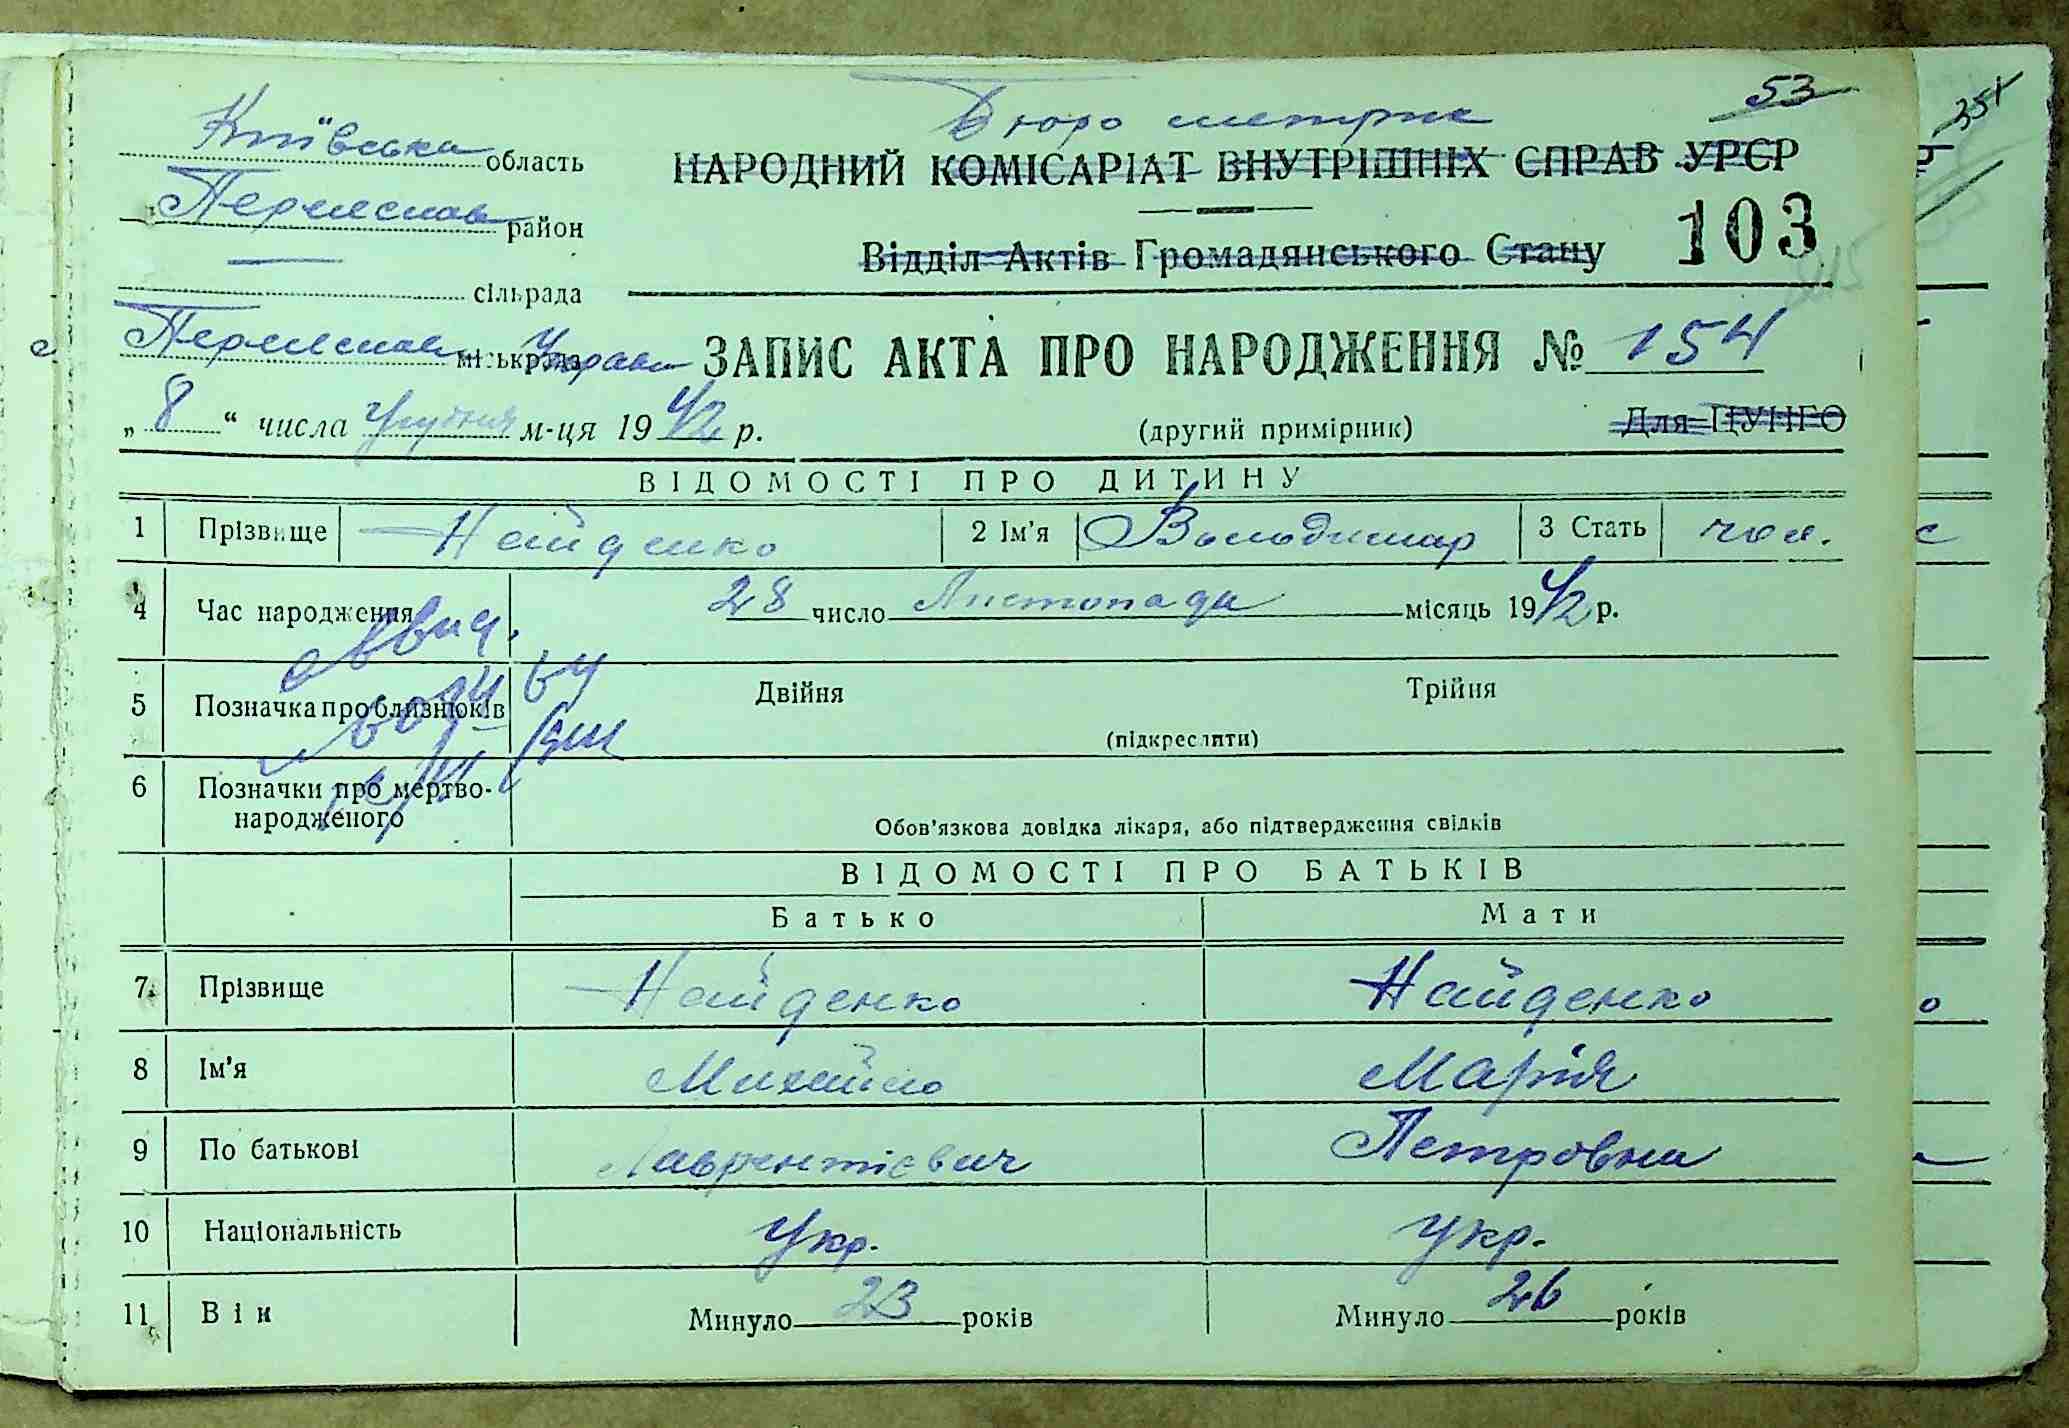 53
351
Бюро метрик
Київська область
НАРОДНИЙ КОМІСАРІАТ ВНУТРІШНІХ СПРАВ УРСР
Переяслав район
103
Відділ Актів Громадянського Стану
сільрада
Переяслав міськрада Управи
ЗАПИС АКТА ПРО НАРОДЖЕННЯ № 154
„8“ числа Грудня м-ця 1942 р.
(другий примірник)
Для ЦУНГО
ВІДОМОСТІ ПРО ДИТИНУ
1 Прізвище Найденко 2 Ім'я Володимир 3 Стать чол.
4 Час народження 28 число Листопада місяць 1942 р.
5 Позначка про близнюків Двійня Трійня
(підкреслити)
6 Позначки про мертво-
народженого
Обов'язкова довідка лікаря, або підтвердження свідків
ВІДОМОСТІ ПРО БАТЬКІВ
Батько Мати
7 Прізвище Найденко Найденко
8 Ім'я Михайло Марія
9 По батькові Лаврентієвич Петровна
10 Національність Укр. Укр.
11 Вік Минуло 23 років Минуло 26 років